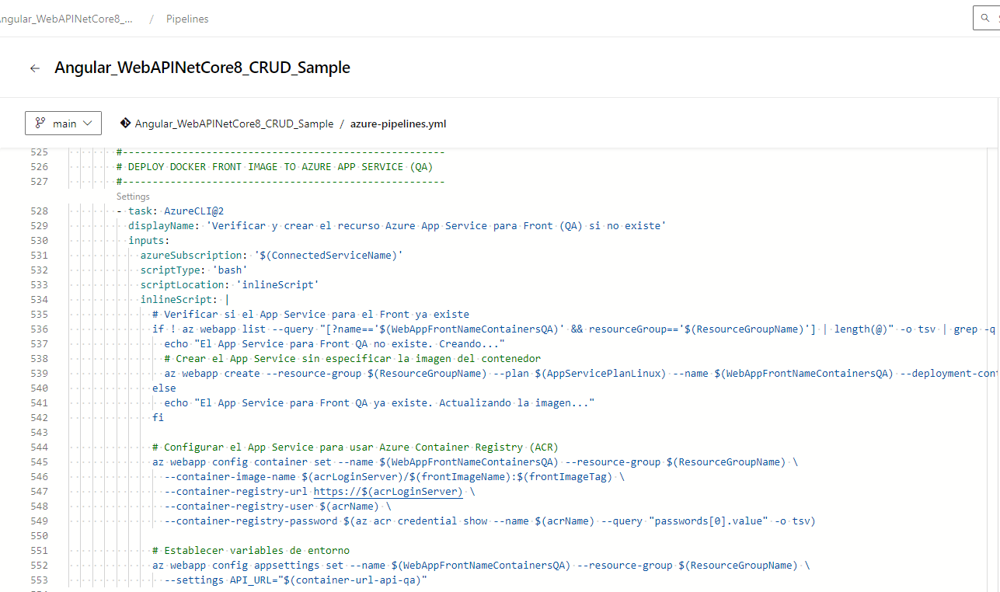 ngular_WebAPINetCore8_... / Pipelines
Angular_WebAPINetCore8_CRUD_Sample
main Angular_WebAPINetCore8_CRUD_Sample / azure-pipelines.yml
525 #------------------------------------------------------
526 # DEPLOY DOCKER FRONT IMAGE TO AZURE APP SERVICE (QA)
527 #------------------------------------------------------
Settings
528 - task: AzureCLI@2
529 displayName: 'Verificar y crear el recurso Azure App Service para Front (QA) si no existe'
530 inputs:
531 azureSubscription: '$(ConnectedServiceName)'
532 scriptType: 'bash'
533 scriptLocation: 'inlineScript'
534 inlineScript: |
535 # Verificar si el App Service para el Front ya existe
536 if ! az webapp list --query "[?name=='$(WebAppFrontNameContainersQA)' && resourceGroup=='$(ResourceGroupName)'] | length(@)" -o tsv | grep -q
537 echo "El App Service para Front QA no existe. Creando..."
538 # Crear el App Service sin especificar la imagen del contenedor
539 az webapp create --resource-group $(ResourceGroupName) --plan $(AppServicePlanLinux) --name $(WebAppFrontNameContainersQA) --deployment-con
540 else
541 echo "El App Service para Front QA ya existe. Actualizando la imagen..."
542 fi
543
544 # Configurar el App Service para usar Azure Container Registry (ACR)
545 az webapp config container set --name $(WebAppFrontNameContainersQA) --resource-group $(ResourceGroupName) \
546 --container-image-name $(acrLoginServer)/$(frontImageName):$(frontImageTag) \
547 --container-registry-url https://$(acrLoginServer) \
548 --container-registry-user $(acrName) \
549 --container-registry-password $(az acr credential show --name $(acrName) --query "passwords[0].value" -o tsv)
550
551 # Establecer variables de entorno
552 az webapp config appsettings set --name $(WebAppFrontNameContainersQA) --resource-group $(ResourceGroupName) \
553 --settings API_URL="$(container-url-api-qa)"